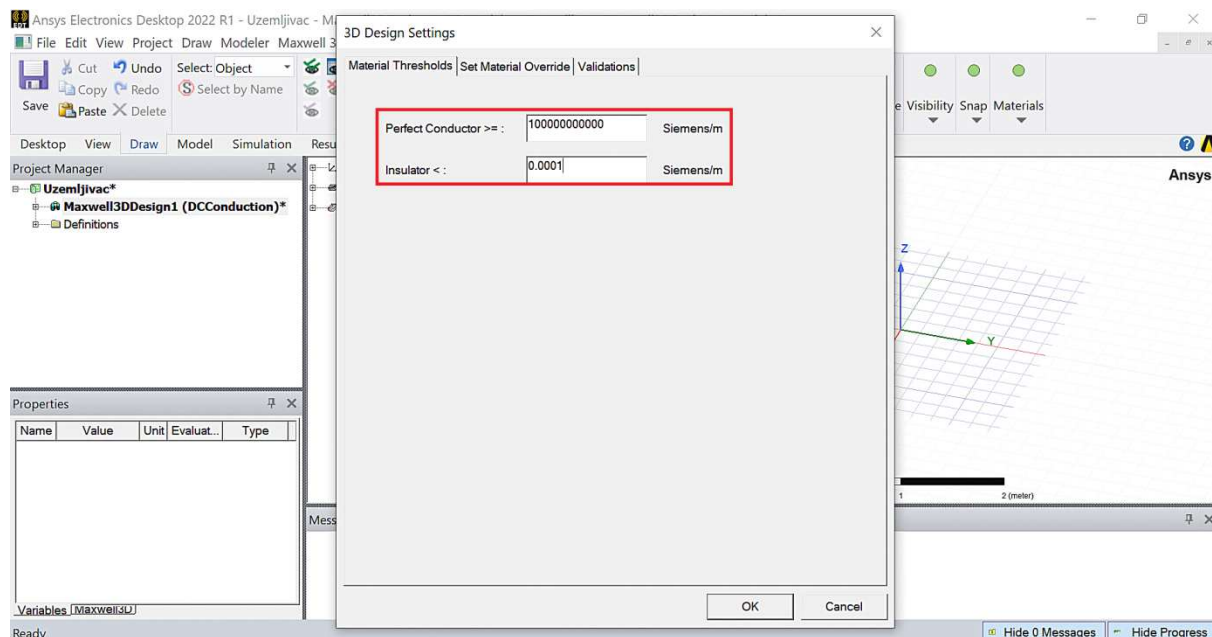 Ansys Electronics Desktop 2022 R1 - Uzemljivac - M
File Edit View Project Draw Modeler Maxwell 3
Save
Cut
Copy
Paste
Undo
Redo
Delete
Select: Object
Select by Name
Visibility Snap Materials
Desktop View Draw Model Simulation Resu
Project Manager
Uzemljivac*
Maxwell3DDesign1 (DCConduction)*
Definitions
Properties
Name Value Unit Evaluat... Type
Variables Maxwell3D
Ready
3D Design Settings
Material Thresholds Set Material Override Validations
Perfect Conductor >= : 100000000000 Siemens/m
Insulator < : 0.0001 Siemens/m
OK Cancel
Mess
Ansys
Z
Y
1 2 (meter)
Hide 0 Messages Hide Progress